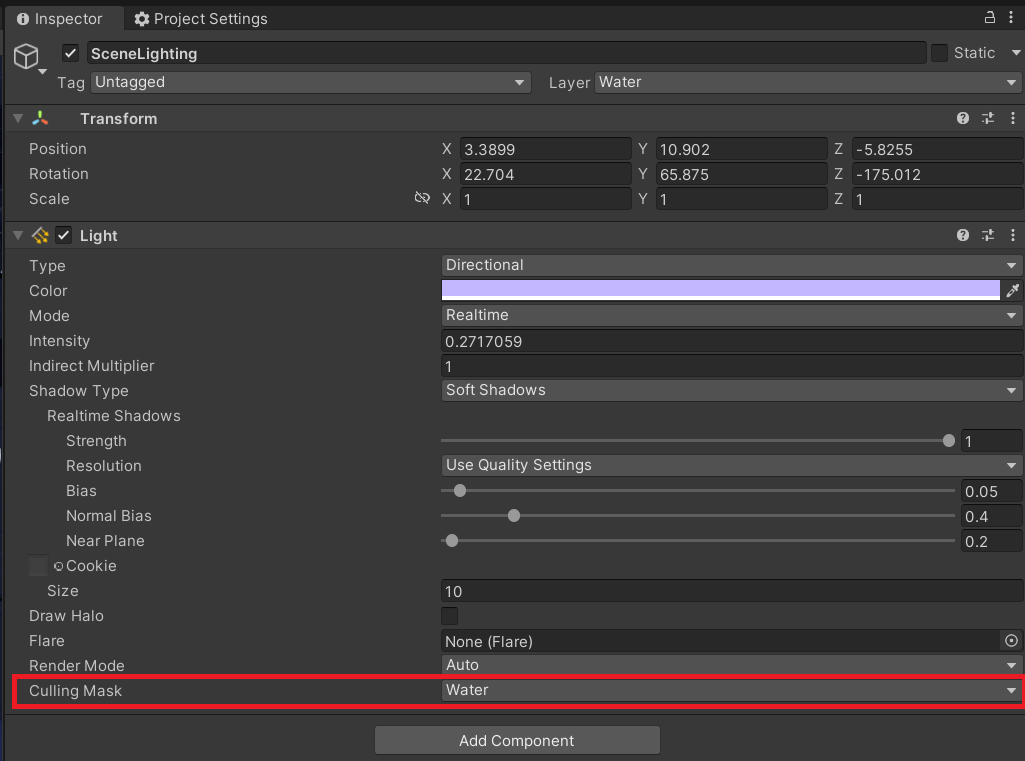 Inspector Project Settings
SceneLighting Static
Tag Untagged Layer Water
Transform
Position X 3.3899 Y 10.902 Z -5.8255
Rotation X 22.704 Y 65.875 Z -175.012
Scale X 1 Y 1 Z 1
Light
Type Directional
Color
Mode Realtime
Intensity 0.2717059
Indirect Multiplier 1
Shadow Type Soft Shadows
Realtime Shadows
Strength 1
Resolution Use Quality Settings
Bias 0.05
Normal Bias 0.4
Near Plane 0.2
Cookie
Size 10
Draw Halo
Flare None (Flare)
Render Mode Auto
Culling Mask Water
Add Component